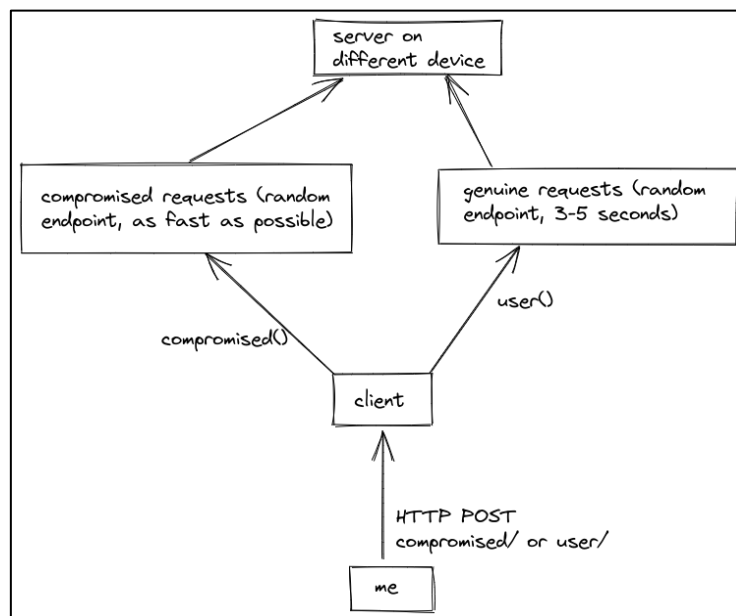 server on
different device
compromised requests (random
endpoint, as fast as possible)
genuine requests (random
endpoint, 3-5 seconds)
compromised()
user()
client
HTTP POST
compromised/ or user/
me